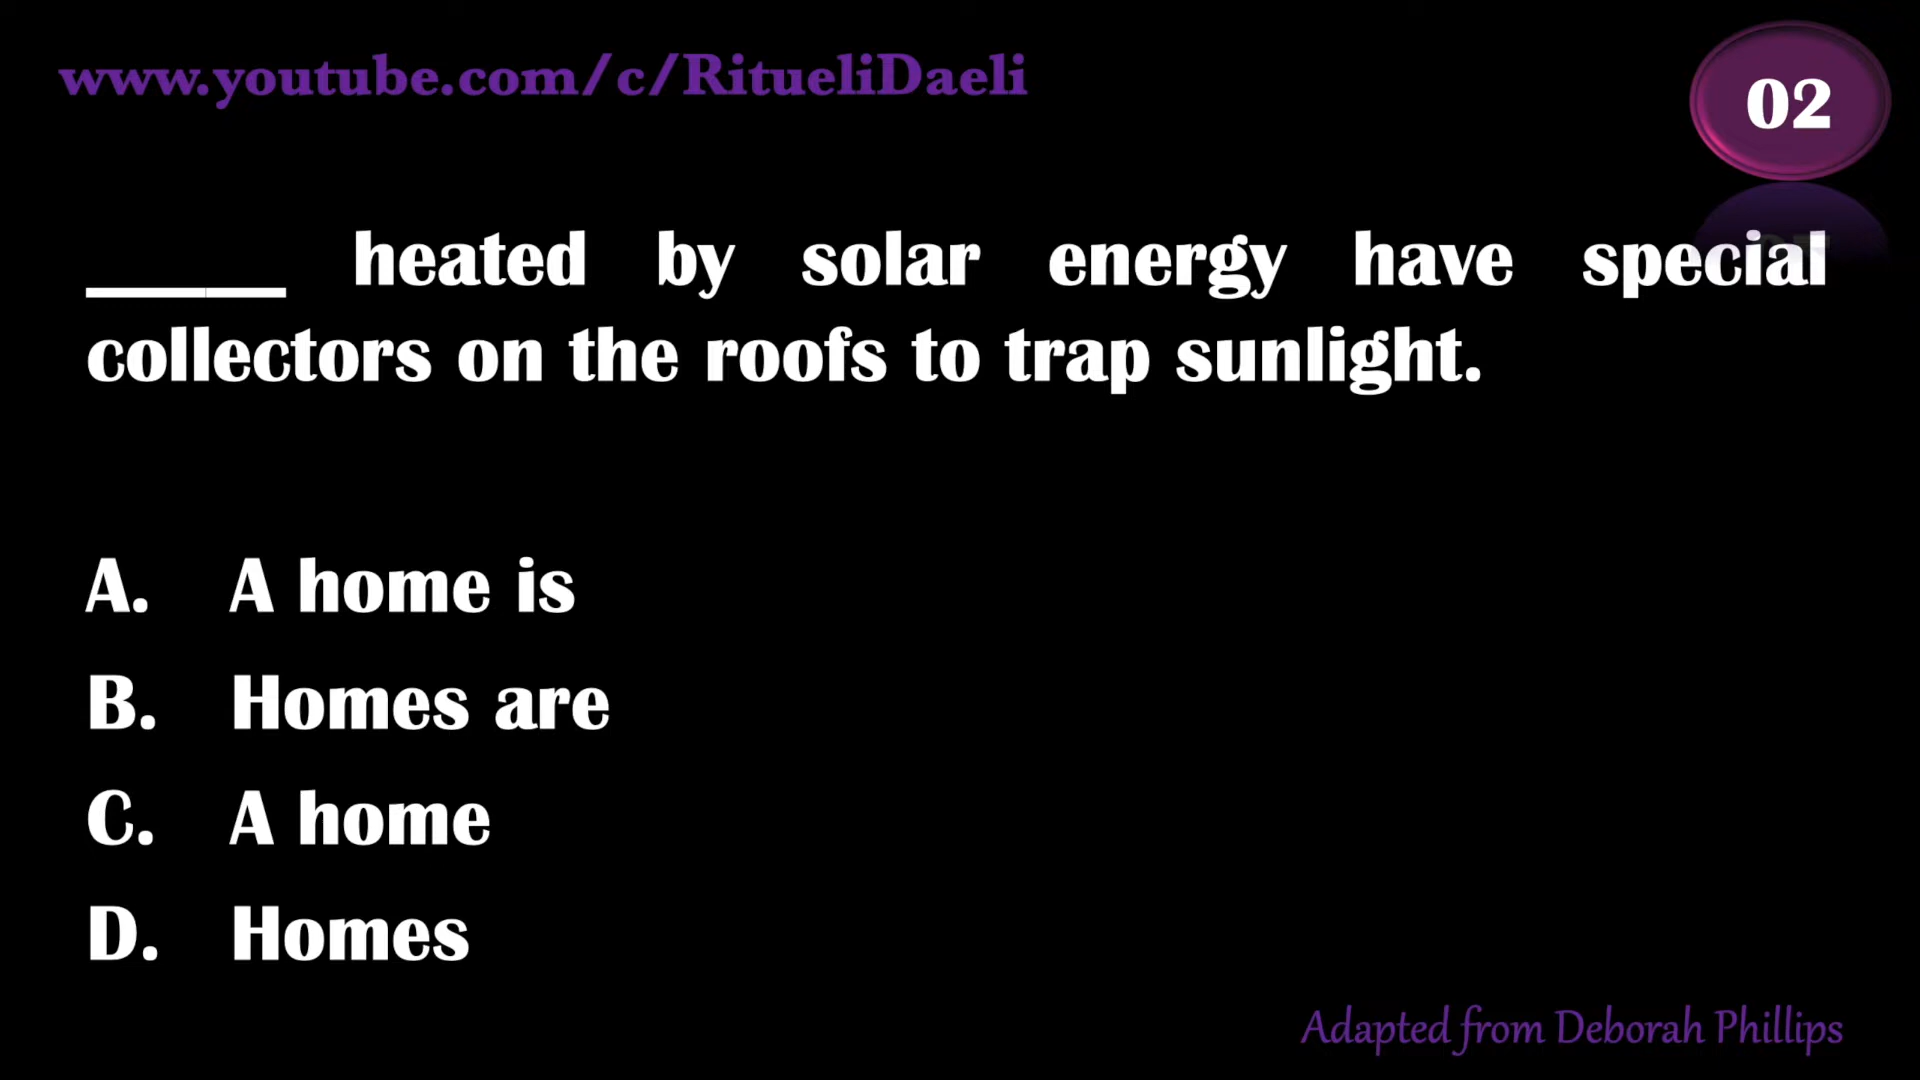 www.youtube.com/c/RitueliDaeli
02
_____ heated by solar energy have special
collectors on the roofs to trap sunlight.
A. A home is
B. Homes are
C. A home
D. Homes
Adapted from Deborah Phillips